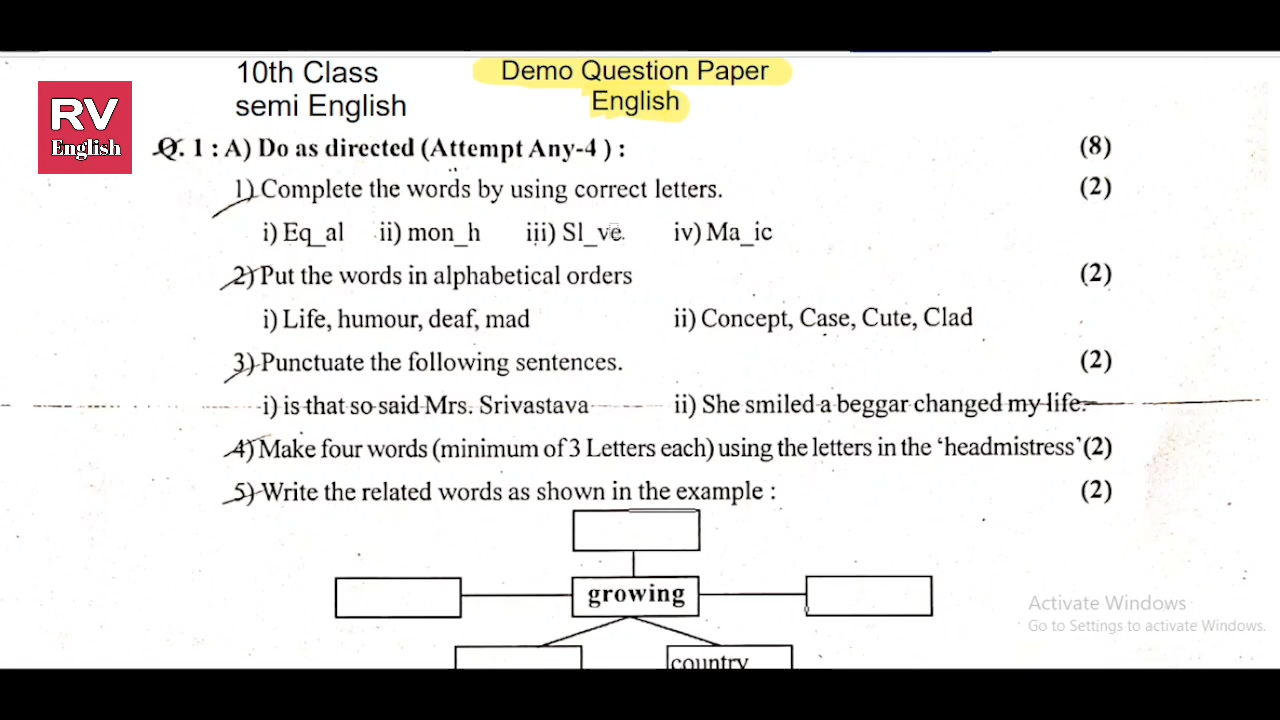 10th Class
semi English
Demo Question Paper
English
RV
English
Q. 1 : A) Do as directed (Attempt Any-4 ) : (8)
1) Complete the words by using correct letters. (2)
i) Eq_al ii) mon_h iii) Sl_ve. iv) Ma_ic
2) Put the words in alphabetical orders (2)
i) Life, humour, deaf, mad ii) Concept, Case, Cute, Clad
3) Punctuate the following sentences. (2)
i) is that so said Mrs. Srivastava ii) She smiled a beggar changed my life.
4) Make four words (minimum of 3 Letters each) using the letters in the ‘headmistress’ (2)
5) Write the related words as shown in the example : (2)
growing
country
Activate Windows
Go to Settings to activate Windows.